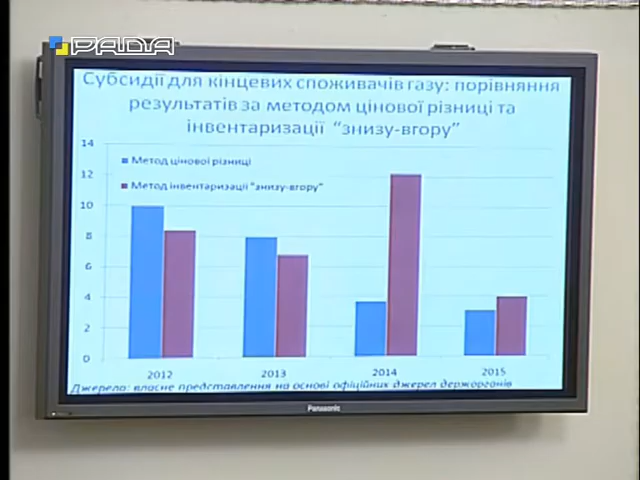 РАДА
Субсидії для кінцевих споживачів газу: порівняння
результатів за методом цінової різниці та
інвентаризації "знизу-вгору"
14
Метод цінової різниці
12
Метод інвентаризації "знизу-вгору"
10
8
6
4
2
0
2012 2013 2014 2015
Джерело: власне представлення на основі офіційних джерел держорганів
Panasonic